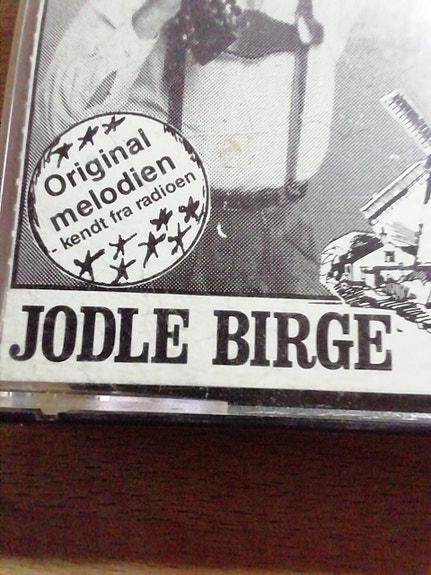 Original
melodien
- kendt fra radioen
JODLE BIRGE